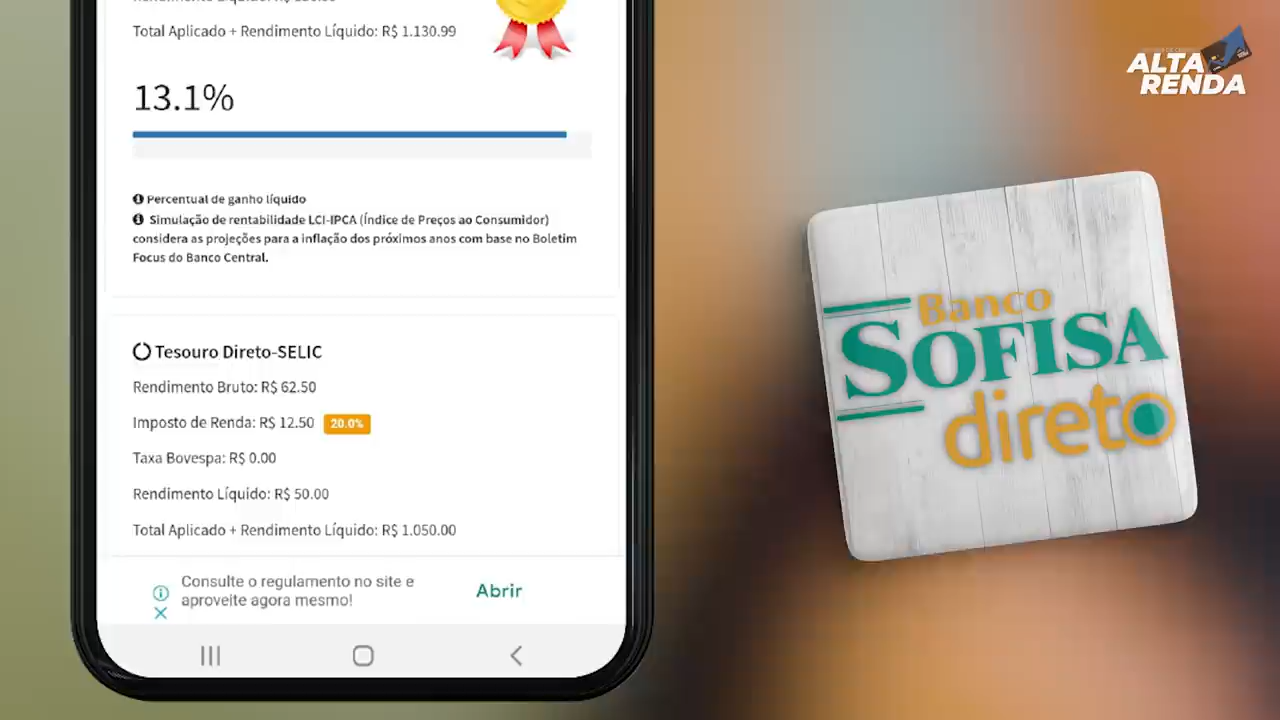 Total Aplicado + Rendimento Líquido: R$ 1.130.99
13.1%
Percentual de ganho líquido
Simulação de rentabilidade LCI-IPCA (Índice de Preços ao Consumidor)
considera as projeções para a inflação dos próximos anos com base no Boletim
Focus do Banco Central.
Tesouro Direto-SELIC
Rendimento Bruto: R$ 62.50
Imposto de Renda: R$ 12.50 20.0%
Taxa Bovespa: R$ 0.00
Rendimento Líquido: R$ 50.00
Total Aplicado + Rendimento Líquido: R$ 1.050.00
Consulte o regulamento no site e
aproveite agora mesmo!
Abrir
ALTA
RENDA
Banco
SOFISA
direto